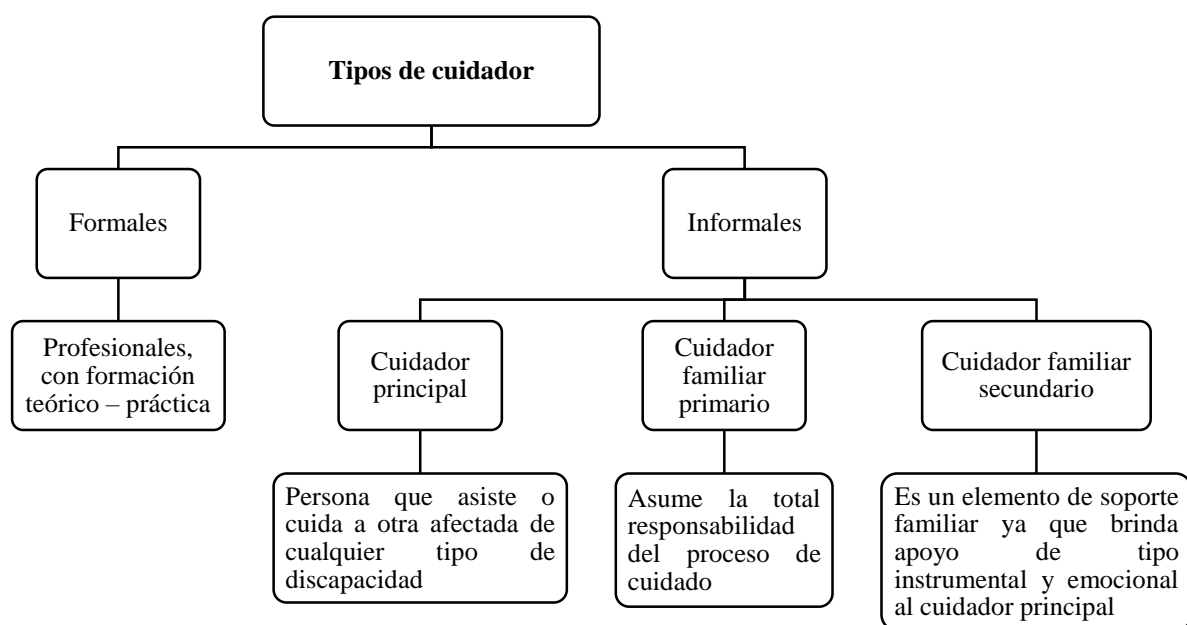 Tipos de cuidador
Formales
Informales
Profesionales,
con formación
teórico – práctica
Cuidador
principal
Cuidador
familiar
primario
Cuidador familiar
secundario
Persona que asiste o
cuida a otra afectada de
cualquier tipo de
discapacidad
Asume la total
responsabilidad
del proceso de
cuidado
Es un elemento de soporte
familiar ya que brinda
apoyo de tipo
instrumental y emocional
al cuidador principal